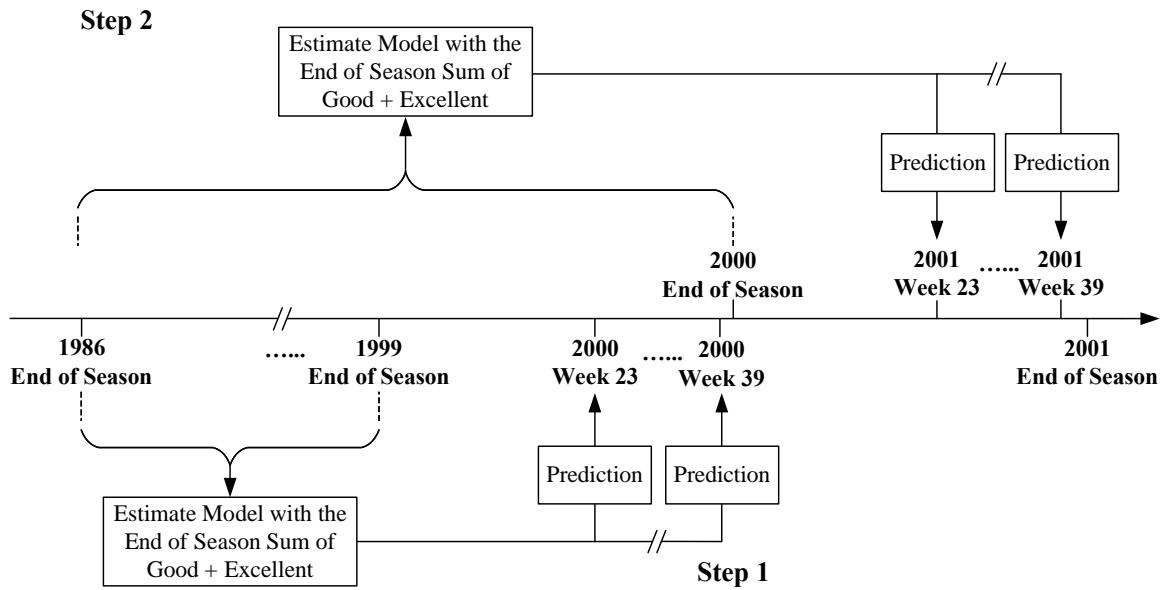 Step 2
Estimate Model with the
End of Season Sum of
Good + Excellent
Prediction
Prediction
2000
End of Season
2001
Week 23
…...
2001
Week 39
1986
End of Season
…...
1999
End of Season
2000
Week 23
…...
2000
Week 39
2001
End of Season
Prediction
Prediction
Estimate Model with the
End of Season Sum of
Good + Excellent
Step 1